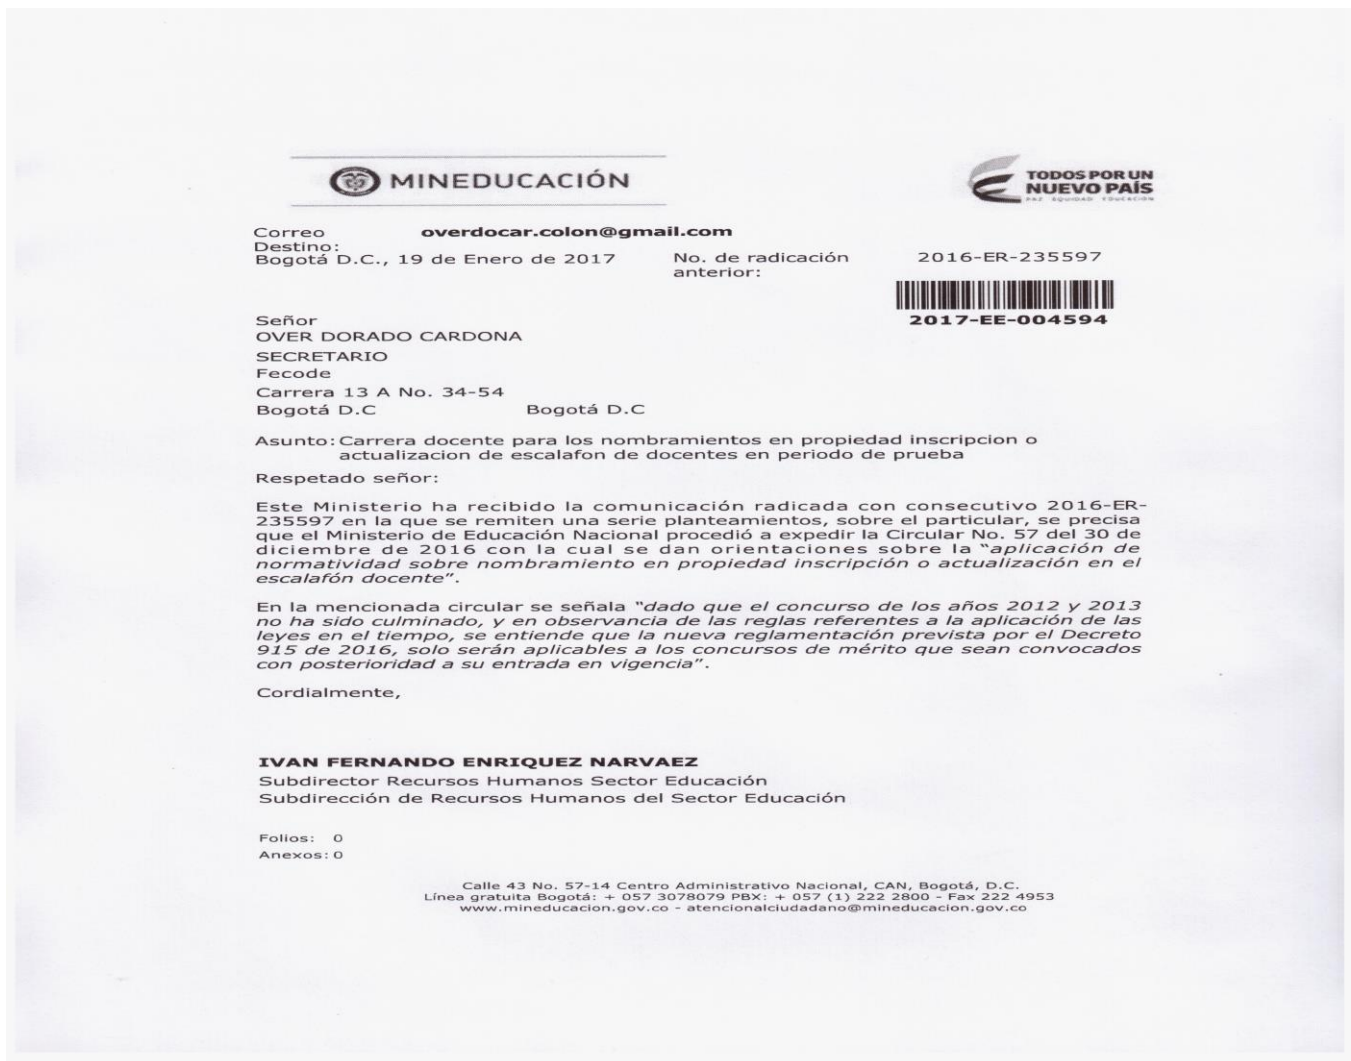 MINEDUCACIÓN
TODOS POR UN
NUEVO PAÍS
PAZ EQUIDAD EDUCACIÓN
Correo overdocar.colon@gmail.com
Destino:
Bogotá D.C., 19 de Enero de 2017 No. de radicación 2016-ER-235597
anterior:
2017-EE-004594
Señor
OVER DORADO CARDONA
SECRETARIO
Fecode
Carrera 13 A No. 34-54
Bogotá D.C Bogotá D.C
Asunto: Carrera docente para los nombramientos en propiedad inscripcion o
actualizacion de escalafon de docentes en periodo de prueba
Respetado señor:
Este Ministerio ha recibido la comunicación radicada con consecutivo 2016-ER-
235597 en la que se remiten una serie planteamientos, sobre el particular, se precisa
que el Ministerio de Educación Nacional procedió a expedir la Circular No. 57 del 30 de
diciembre de 2016 con la cual se dan orientaciones sobre la "aplicación de
normatividad sobre nombramiento en propiedad inscripción o actualización en el
escalafón docente".
En la mencionada circular se señala "dado que el concurso de los años 2012 y 2013
no ha sido culminado, y en observancia de las reglas referentes a la aplicación de las
leyes en el tiempo, se entiende que la nueva reglamentación prevista por el Decreto
915 de 2016, solo serán aplicables a los concursos de mérito que sean convocados
con posterioridad a su entrada en vigencia".
Cordialmente,
IVAN FERNANDO ENRIQUEZ NARVAEZ
Subdirector Recursos Humanos Sector Educación
Subdirección de Recursos Humanos del Sector Educación
Folios: 0
Anexos: 0
Calle 43 No. 57-14 Centro Administrativo Nacional, CAN, Bogotá, D.C.
Línea gratuita Bogotá: + 057 3078079 PBX: + 057 (1) 222 2800 - Fax 222 4953
www.mineducacion.gov.co - atencionalciudadano@mineducacion.gov.co